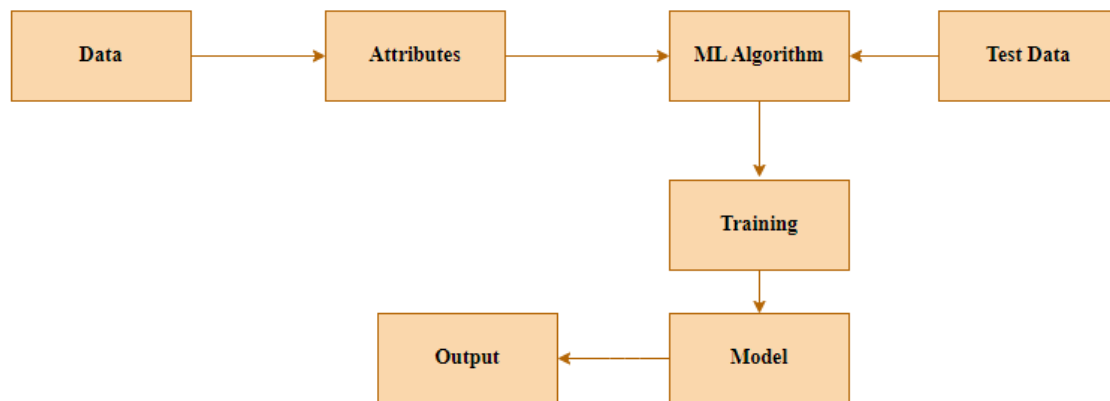 Data
Attributes
ML Algorithm
Test Data
Training
Output
Model